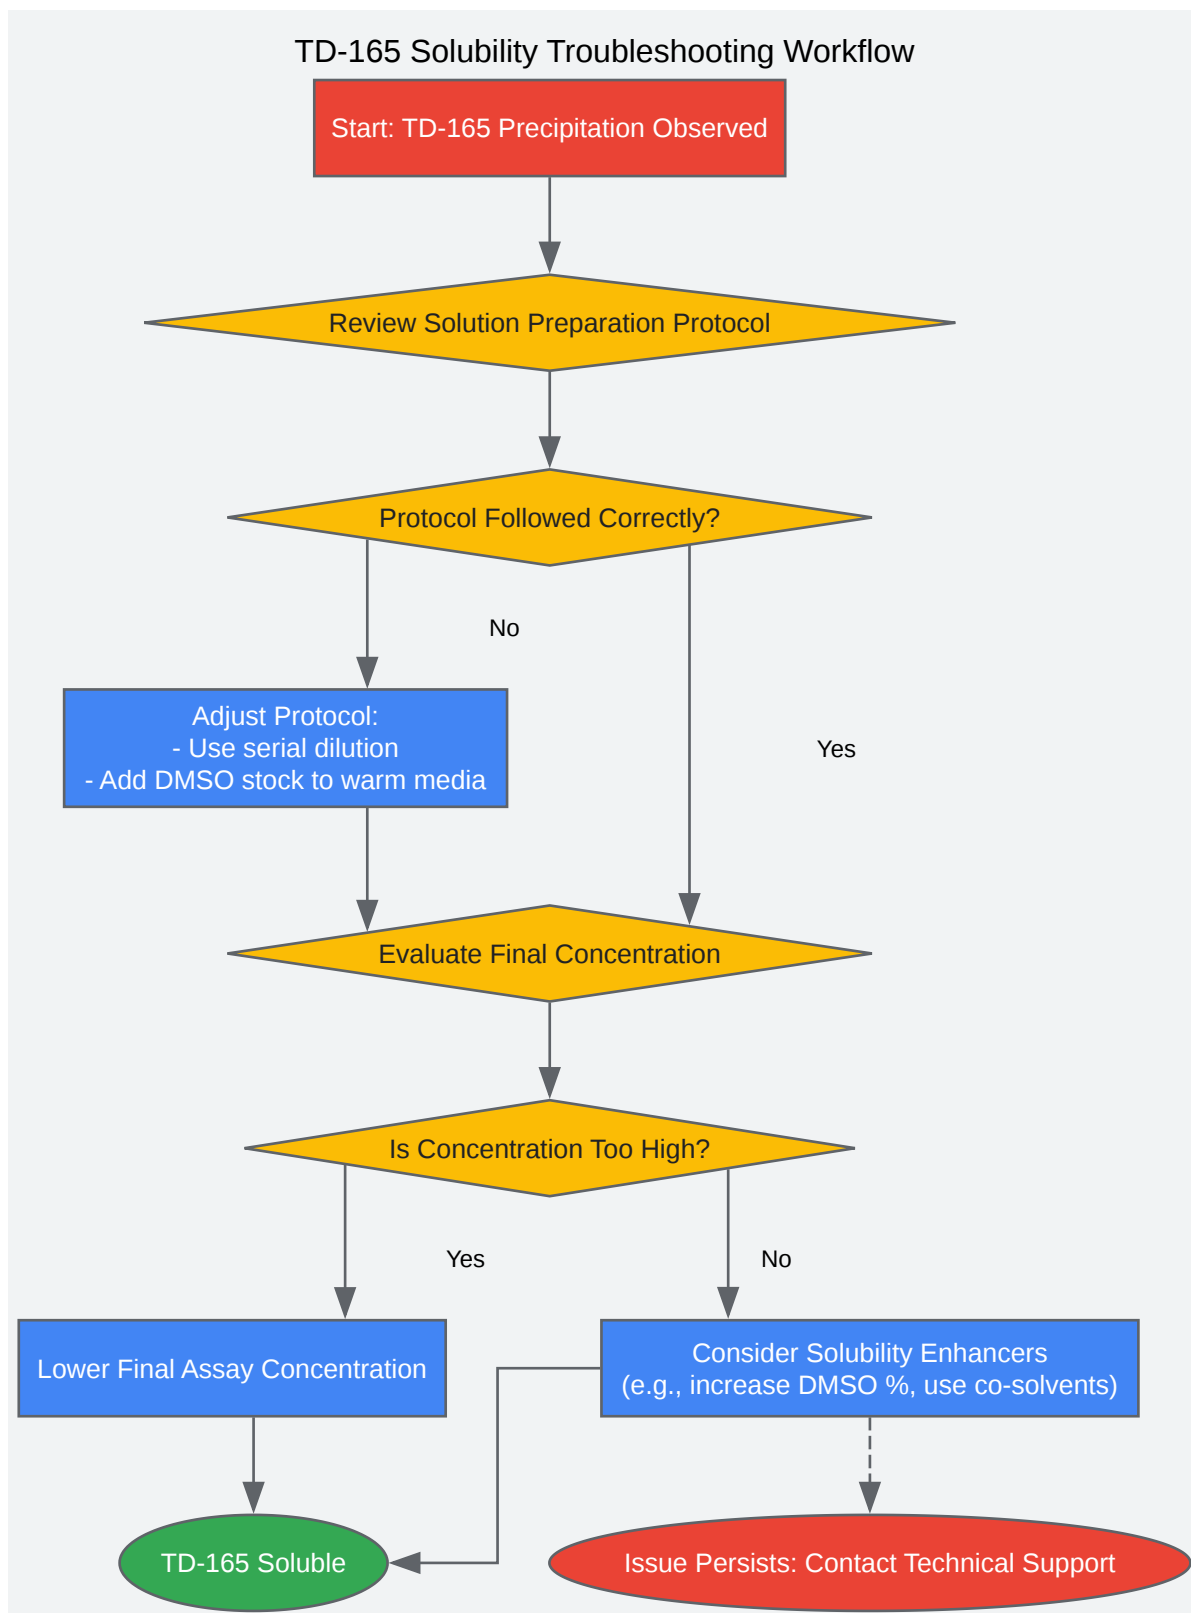 TD-165 Solubility Troubleshooting Workflow
Start: TD-165 Precipitation Observed
Review Solution Preparation Protocol
Protocol Followed Correctly?
No
Yes
Adjust Protocol:
- Use serial dilution
- Add DMSO stock to warm media
Evaluate Final Concentration
Is Concentration Too High?
Yes
No
Lower Final Assay Concentration
Consider Solubility Enhancers
(e.g., increase DMSO %, use co-solvents)
TD-165 Soluble
Issue Persists: Contact Technical Support